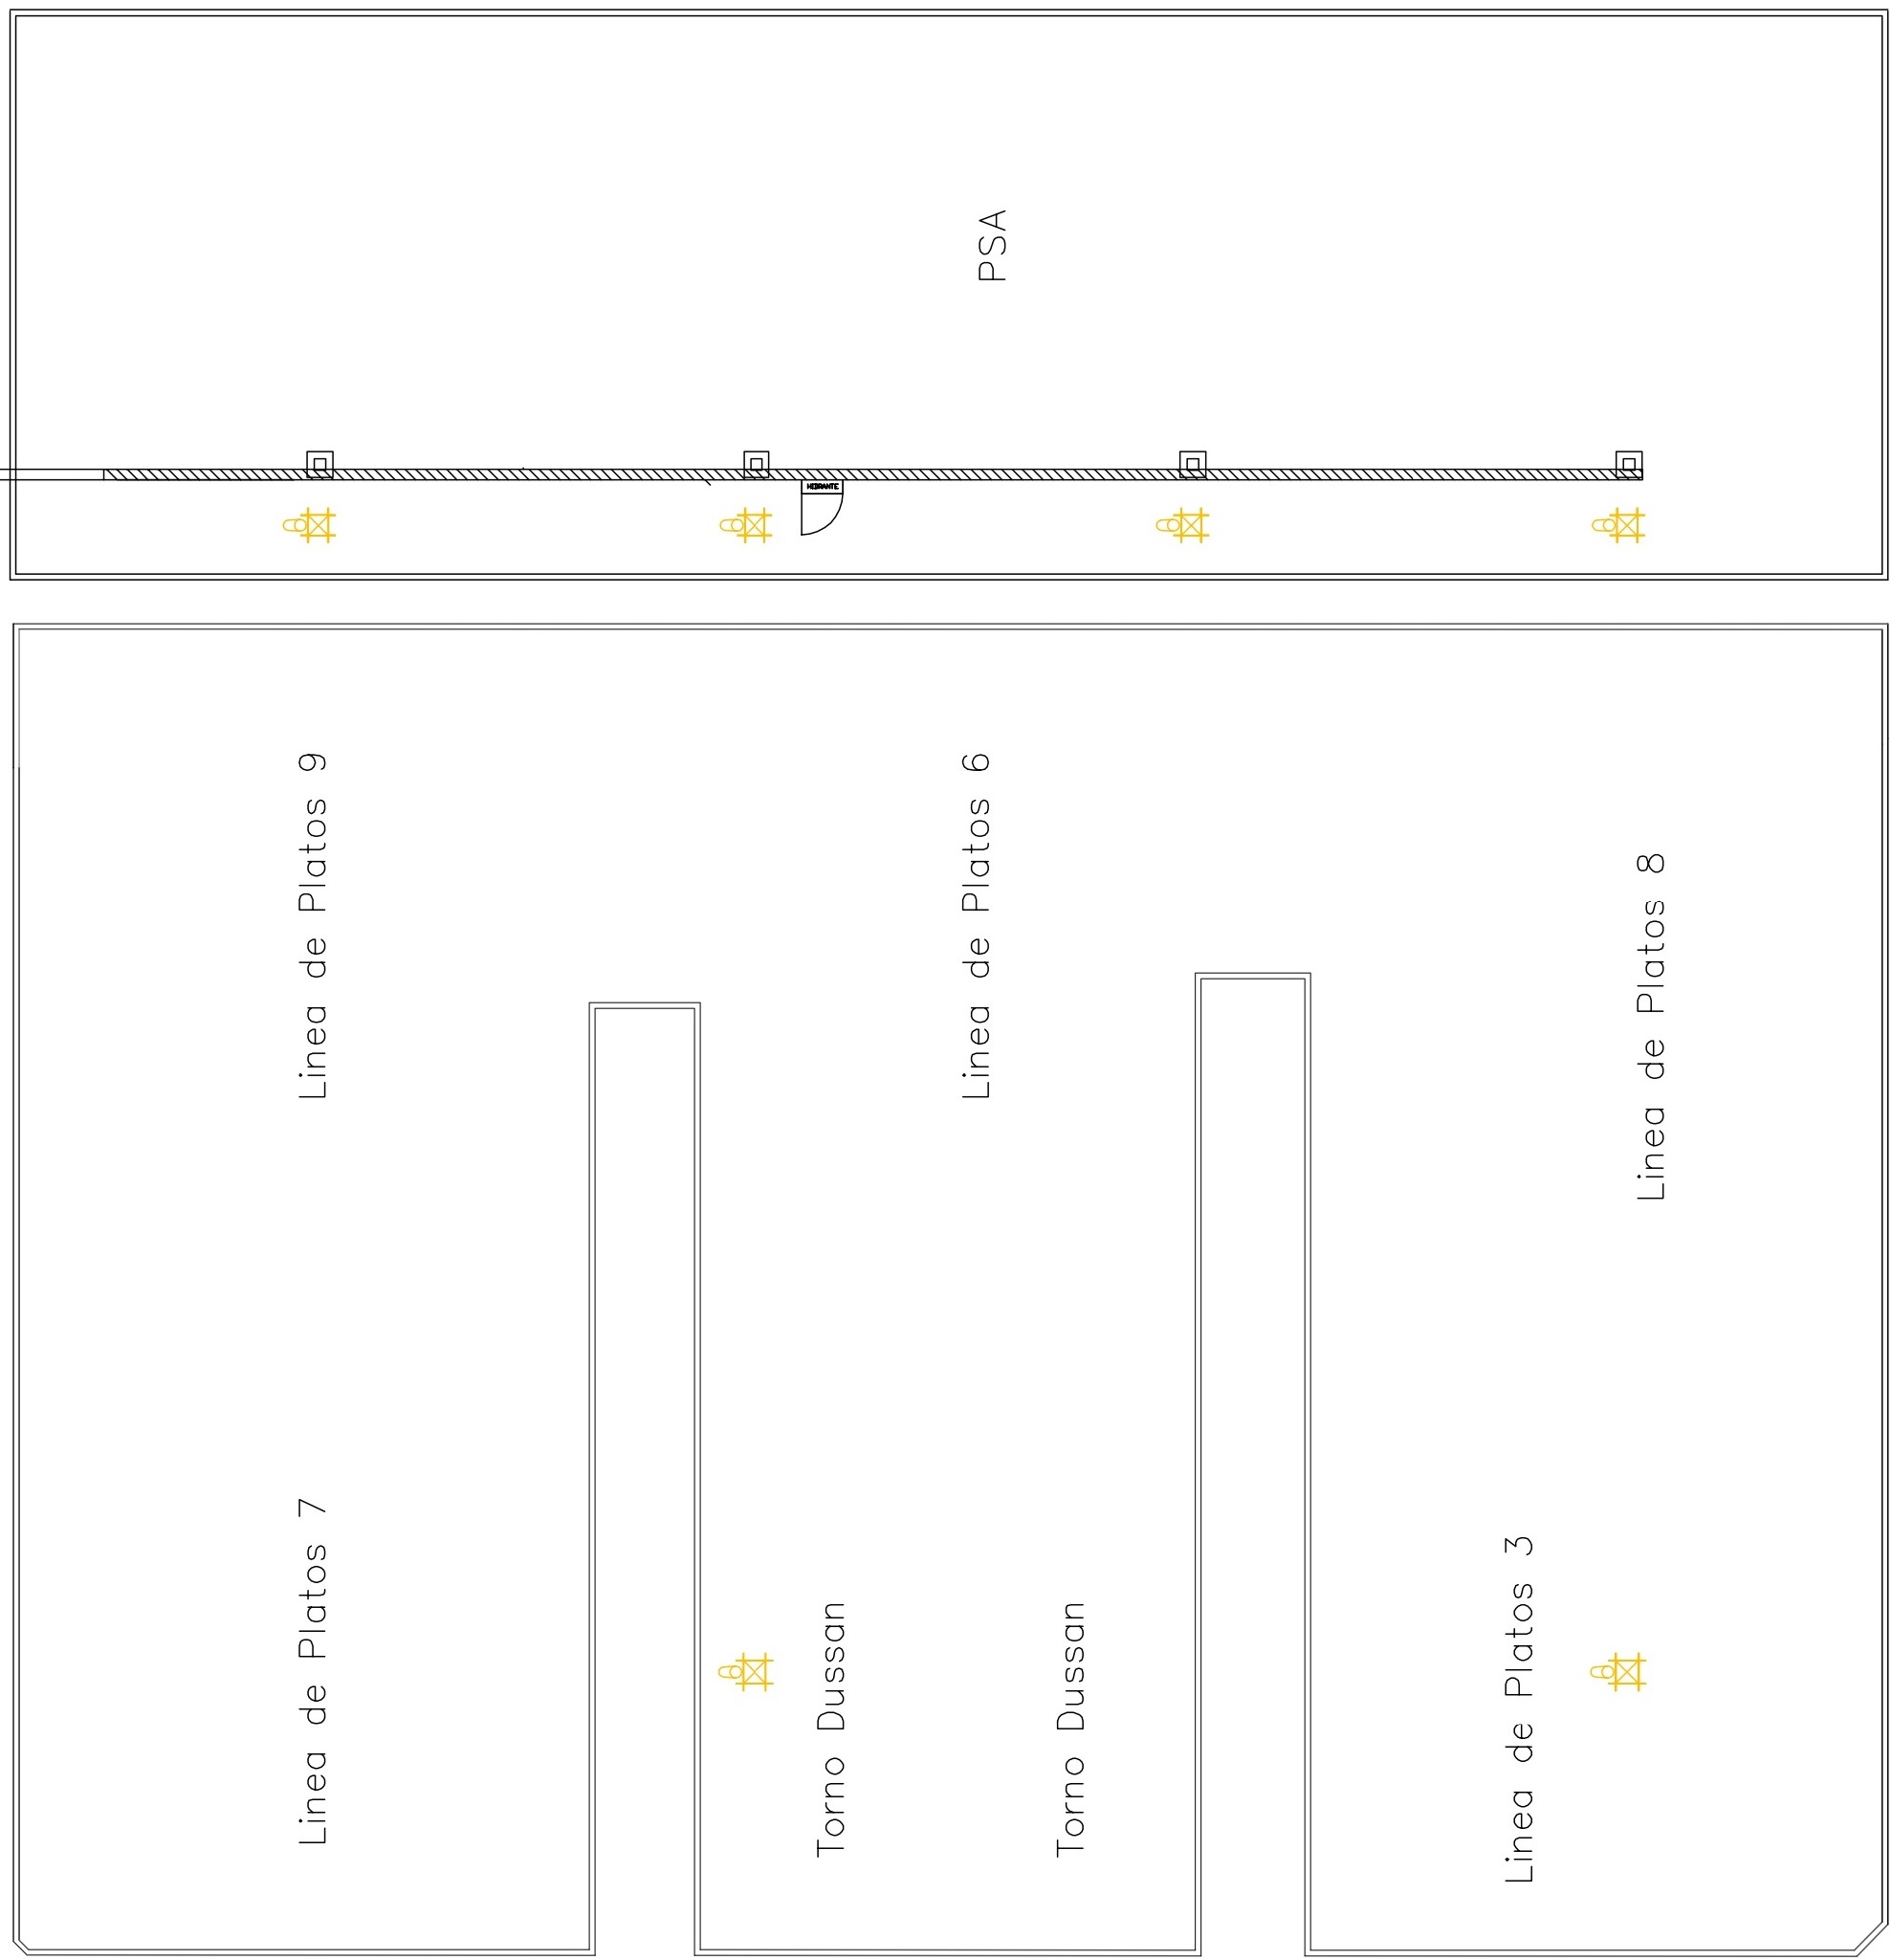 PSA
HIDRANTE
Linea de Platos 9
Linea de Platos 6
Linea de Platos 8
Linea de Platos 7
Torno Dussan
Torno Dussan
Linea de Platos 3